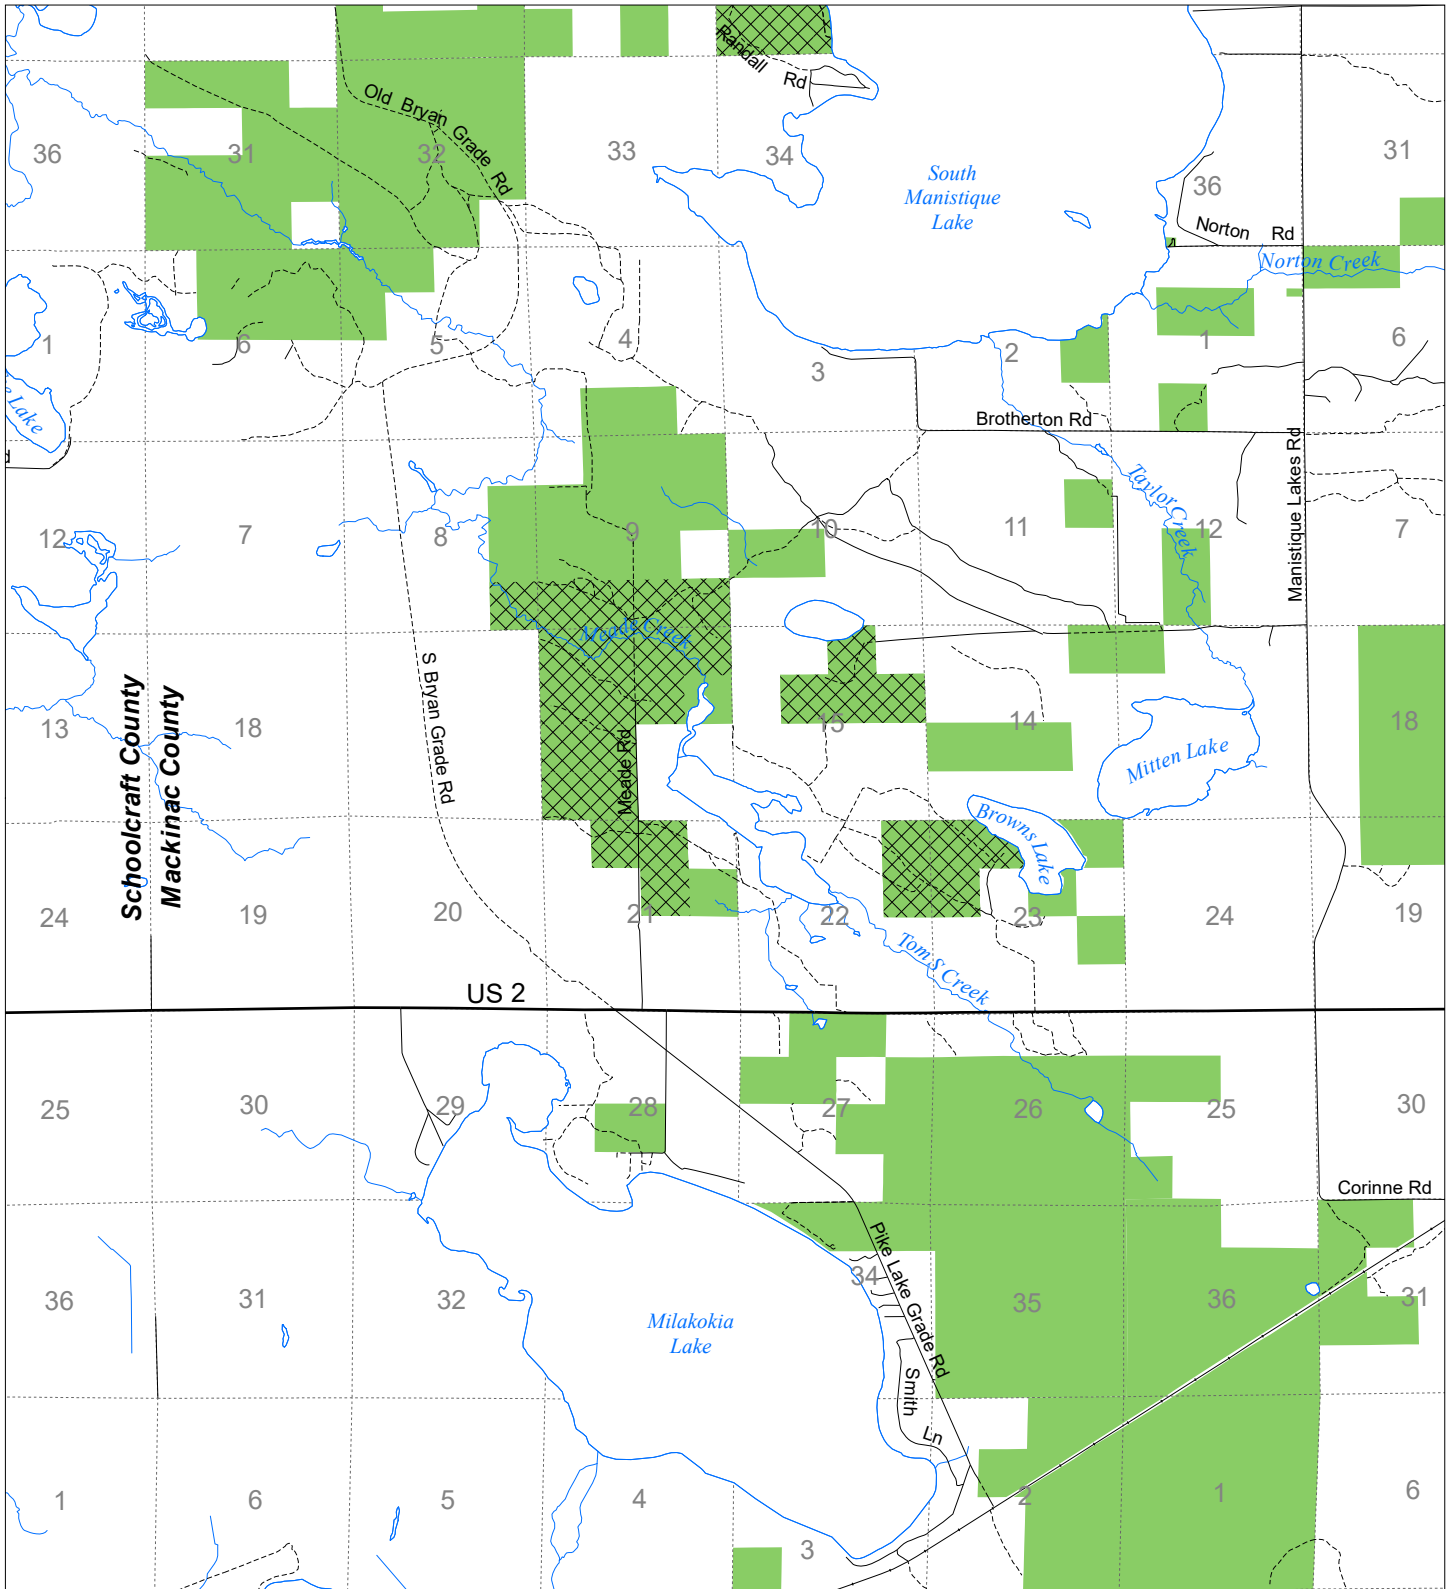 Randall
Rd
Old Bryan Grade Rd
36
31
32
33
34
South
Manistique
Lake
36
31
Norton Rd
Norton Creek
1
6
5
4
3
2
1
6
Lake
Brotherton Rd
Manistique Lakes Rd
Taylor Creek
12
7
8
9
10
11
12
7
Meade Creek
S Bryan Grade Rd
Schoolcraft County
Mackinac County
13
18
Meade Rd
15
14
Mitten Lake
18
Browns Lake
24
19
20
21
22
23
24
19
Tom S Creek
US 2
25
30
29
28
27
26
25
30
Corinne Rd
Pike Lake Grade Rd
36
31
32
Milakokia
Lake
34
35
36
31
Smith
Ln
1
6
5
4
3
2
1
6